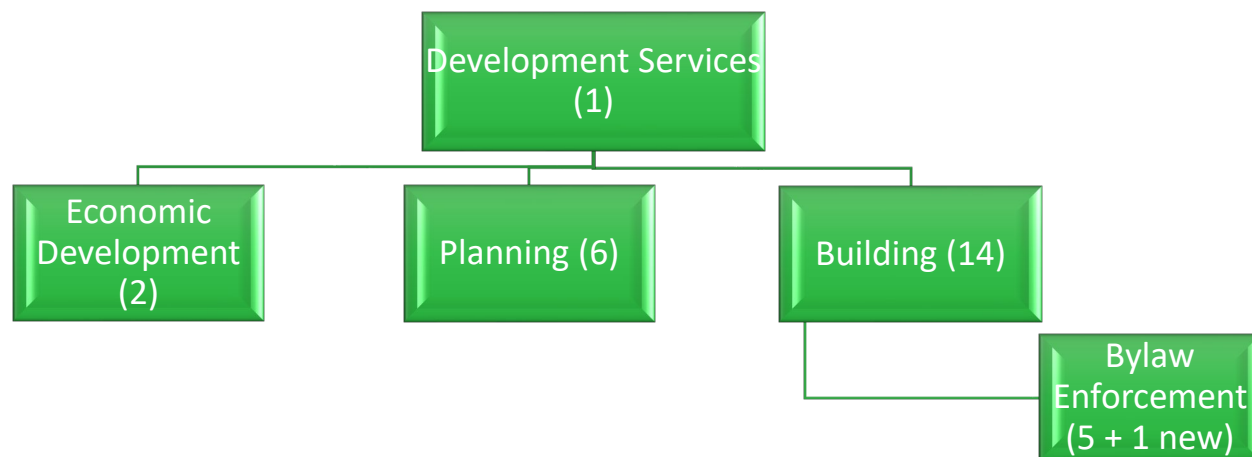 Development Services
(1)
Economic
Development
(2)
Planning (6)
Building (14)
Bylaw
Enforcement
(5 + 1 new)